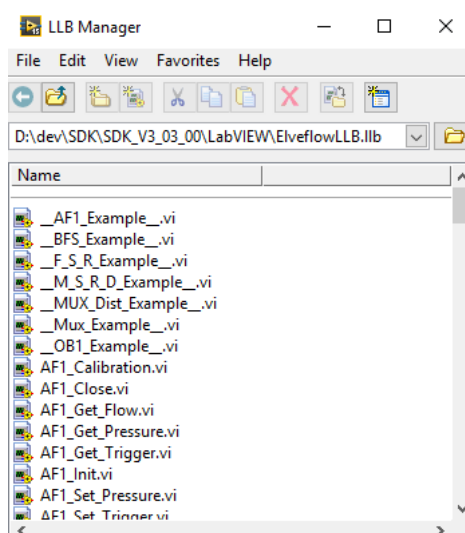 LLB Manager
File Edit View Favorites Help
D:\dev\SDK\SDK_V3_03_00\LabVIEW\ElveflowLLB.llb
Name
__AF1_Example__.vi
__BFS_Example__.vi
__F_S_R_Example__.vi
__M_S_R_D_Example__.vi
__MUX_Dist_Example__.vi
__Mux_Example__.vi
__OB1_Example__.vi
AF1_Calibration.vi
AF1_Close.vi
AF1_Get_Flow.vi
AF1_Get_Pressure.vi
AF1_Get_Trigger.vi
AF1_Init.vi
AF1_Set_Pressure.vi
AF1_Set_Trigger.vi